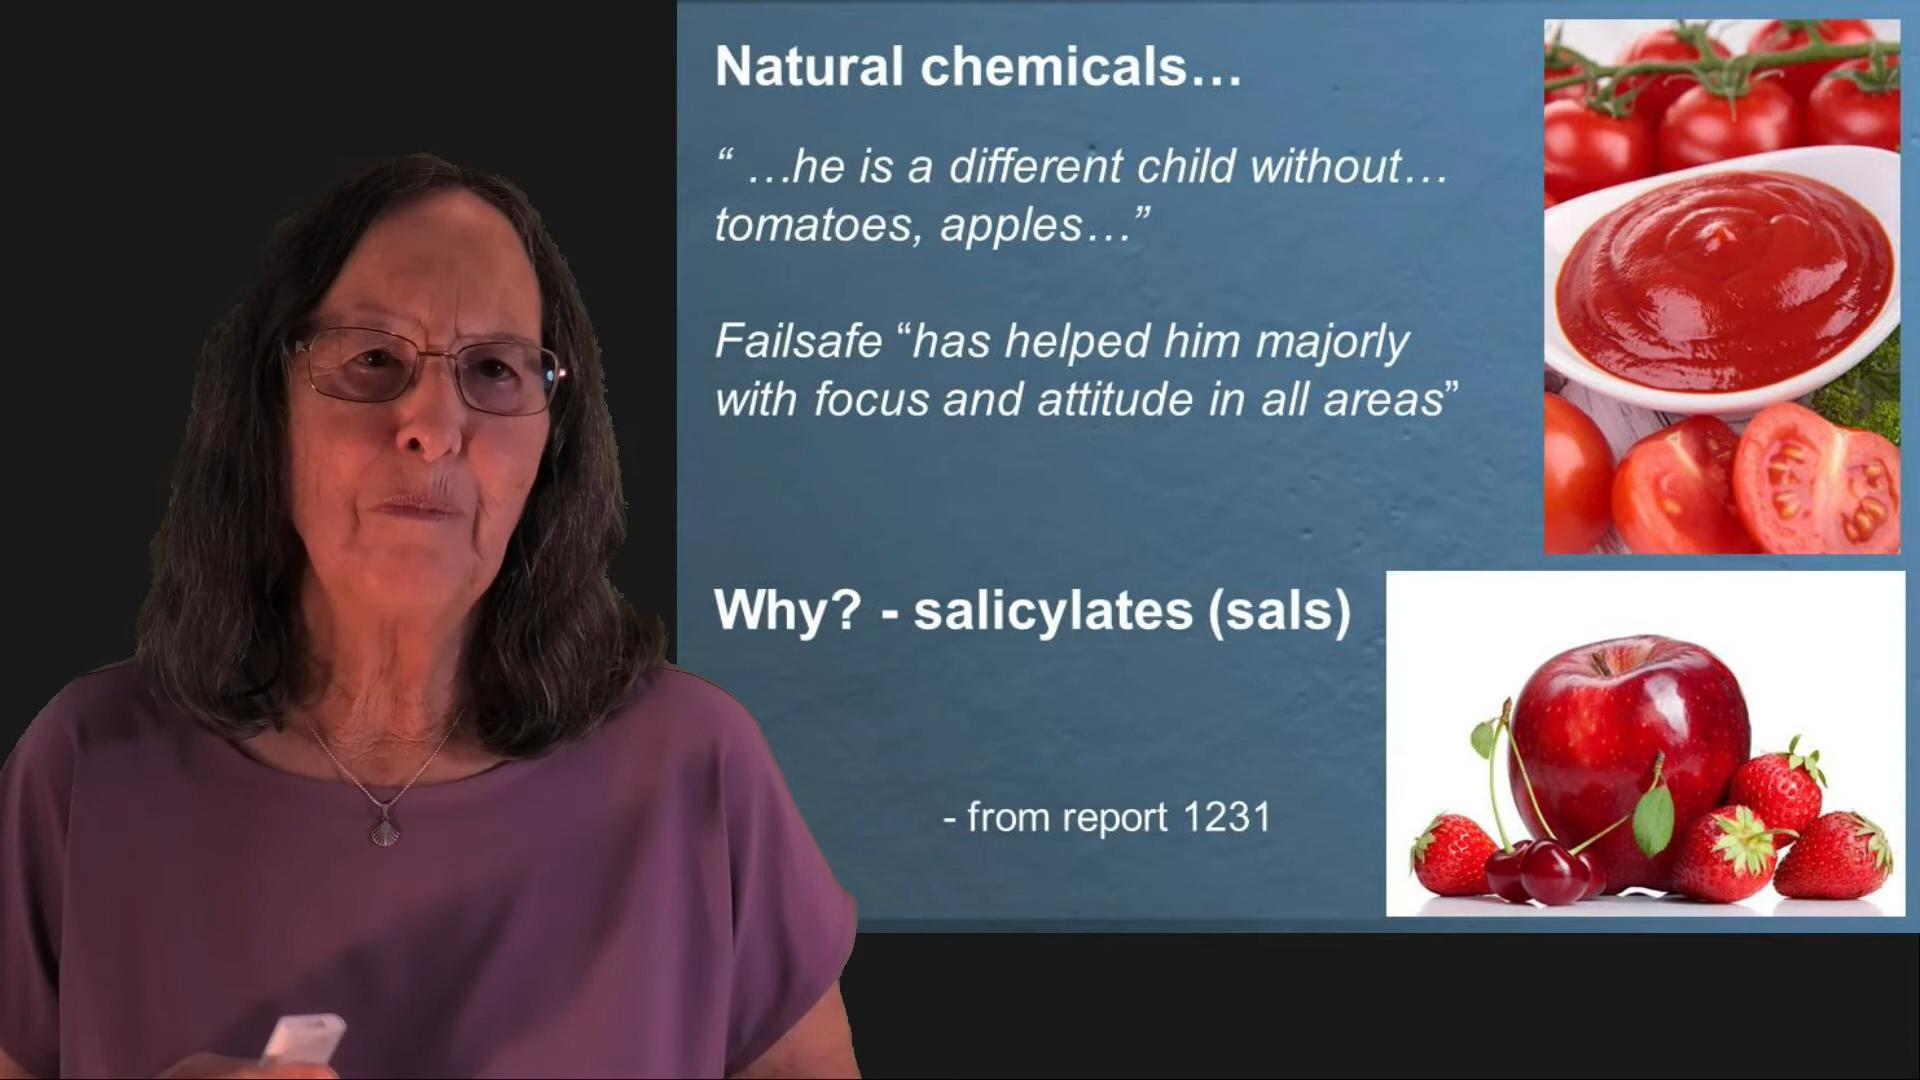 Natural chemicals…
“ …he is a different child without…
tomatoes, apples…”
Failsafe “has helped him majorly
with focus and attitude in all areas”
Why? - salicylates (sals)
- from report 1231